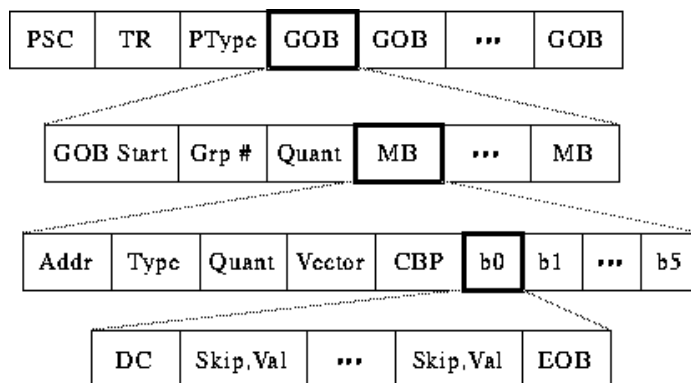 PSC TR PType GOB GOB ... GOB
GOB Start Grp # Quant MB ... MB
Addr Type Quant Vector CBP b0 b1 ... b5
DC Skip,Val ... Skip,Val EOB